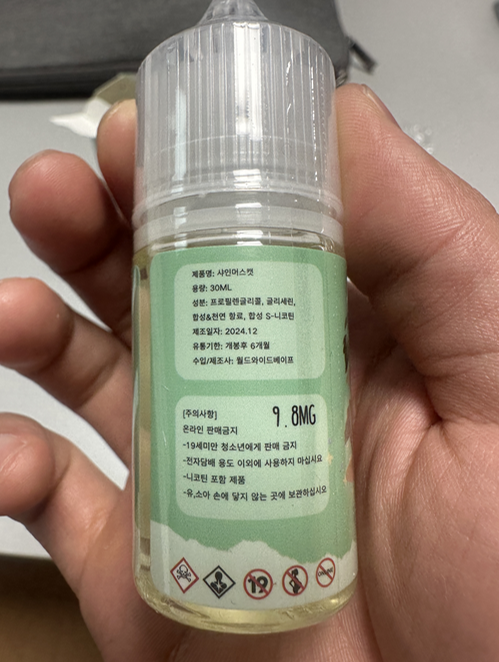 제품명: 샤인머스캣
용량: 30ML
성분: 프로필렌글리콜, 글리세린,
합성&천연 향료, 합성 S-니코틴
제조일자: 2024.12
유통기한: 개봉후 6개월
수입/제조사: 월드와이드베이프
[주의사항]
9.8MG
온라인 판매금지
-19세미만 청소년에게 판매 금지
-전자담배 용도 이외에 사용하지 마십시요
-니코틴 포함 제품
-유,소아 손에 닿지 않는 곳에 보관하십시요
19